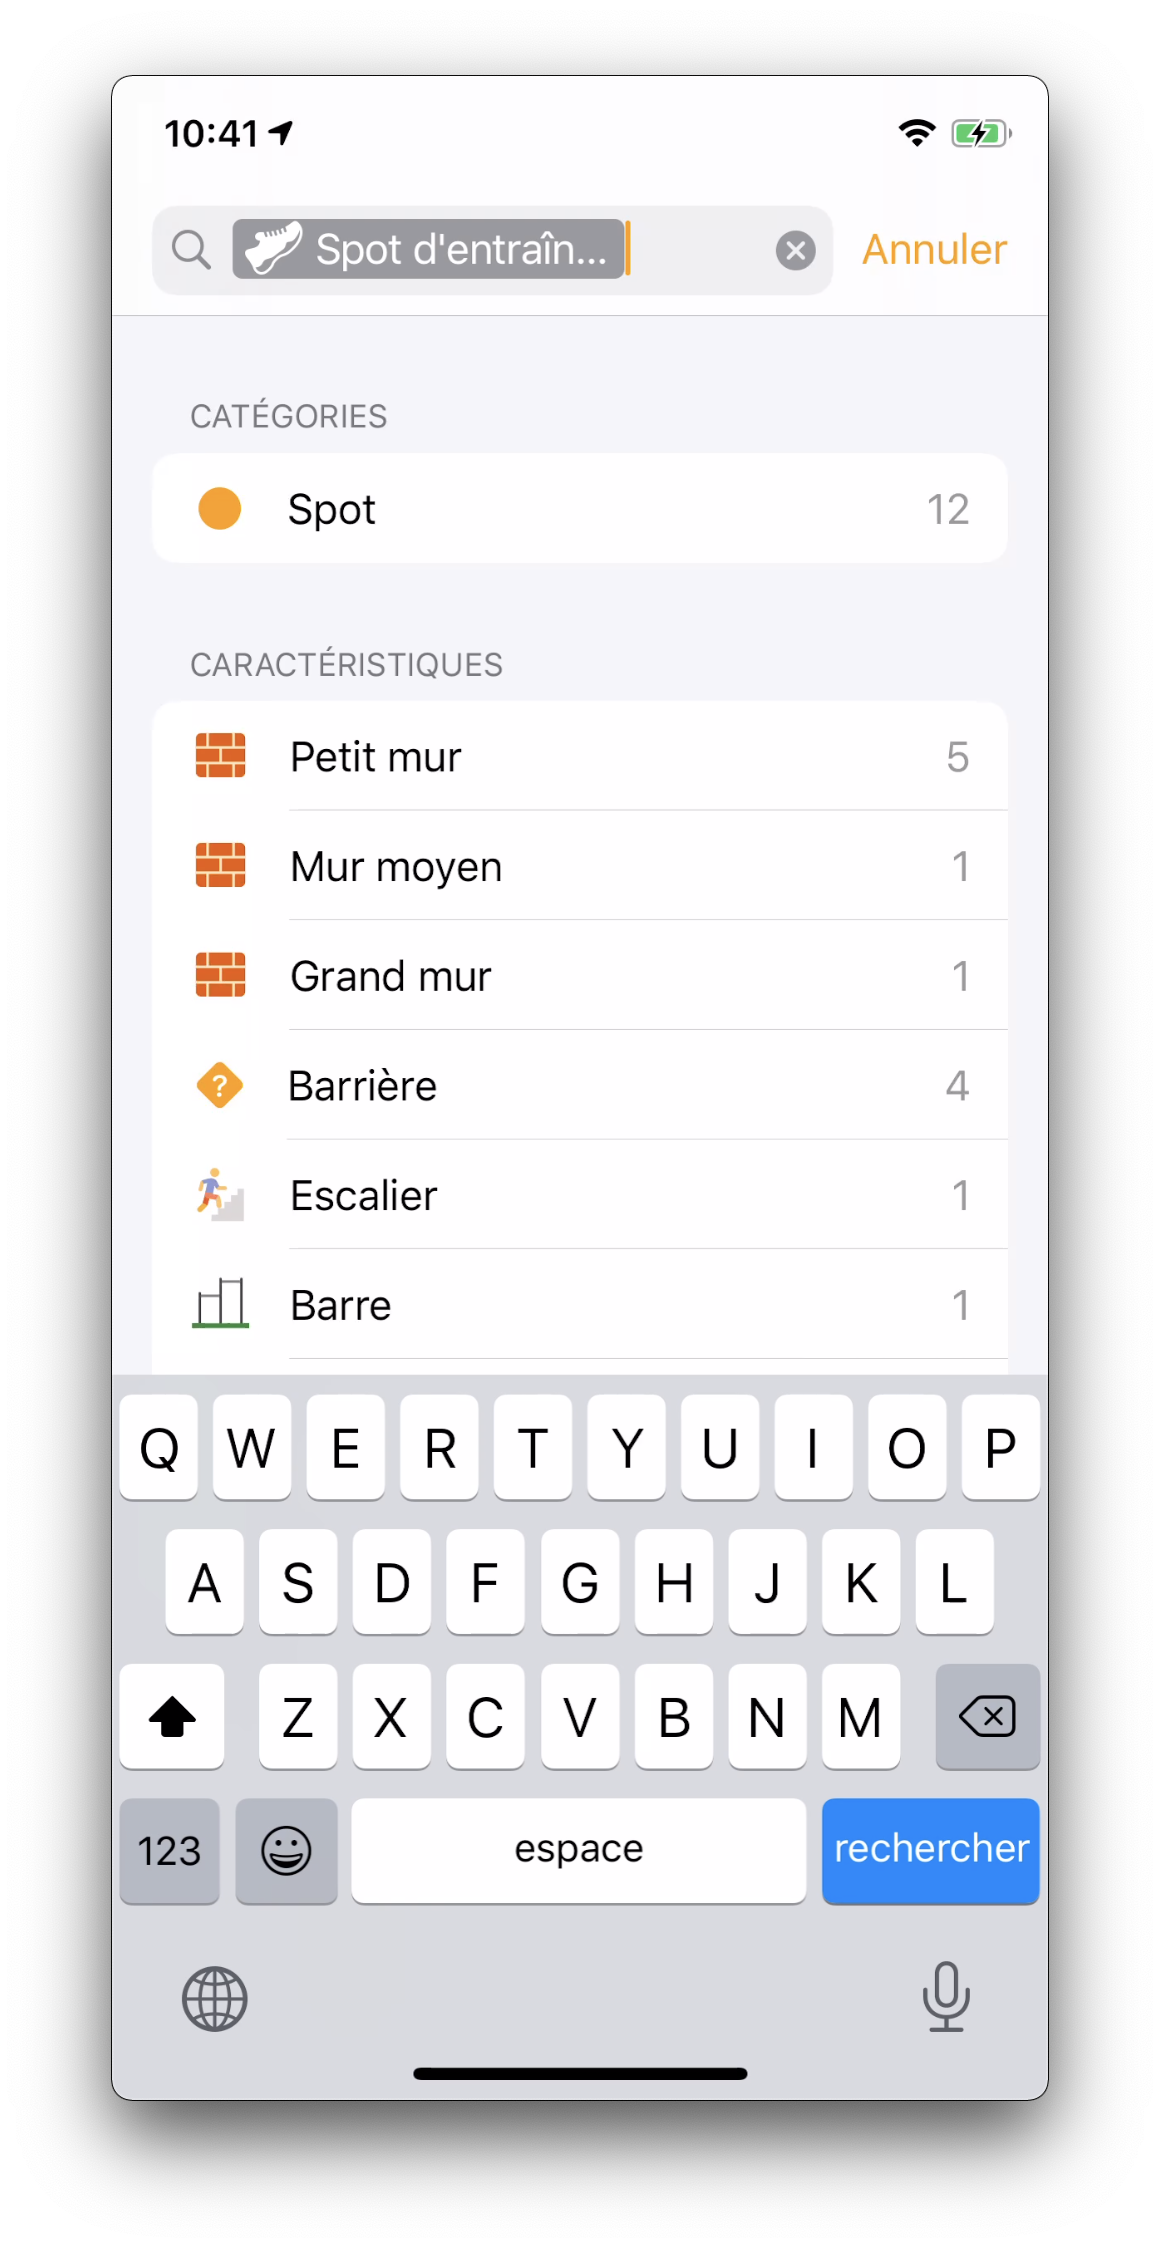 10:41
Spot d'entraîn... Annuler
CATÉGORIES
Spot 12
CARACTÉRISTIQUES
Petit mur 5
Mur moyen 1
Grand mur 1
? Barrière 4
Escalier 1
Barre 1
Q W E R T Y U I O P
A S D F G H J K L
Z X C V B N M
123 espace rechercher